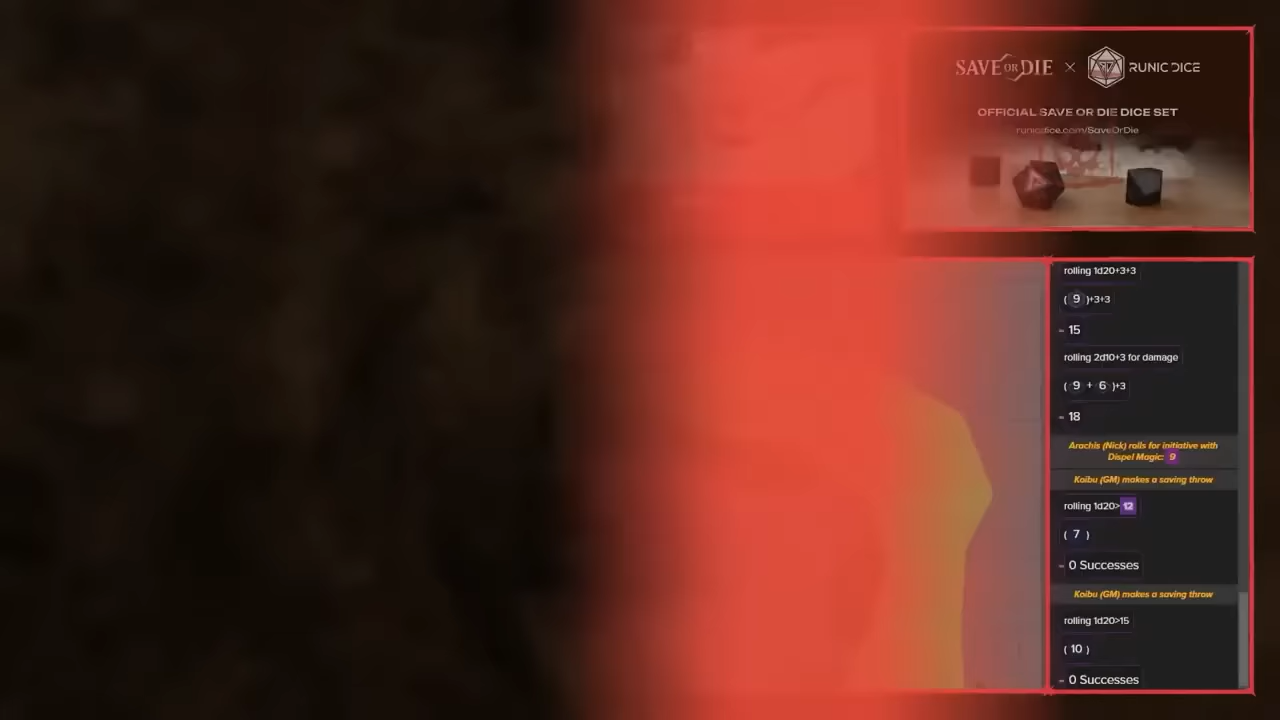 SAVE OR DIE X RUNIC DICE
OFFICIAL SAVE OR DIE DICE SET
runicdice.com/SaveOrDie
rolling 1d20+3+3
( 9 )+3+3
= 15
rolling 2d10+3 for damage
( 9 + 6 )+3
= 18
Arachis (Nick) rolls for initiative with
Dispel Magic: 9
Koibu (GM) makes a saving throw
rolling 1d20>12
( 7 )
= 0 Successes
Koibu (GM) makes a saving throw
rolling 1d20>15
( 10 )
= 0 Successes